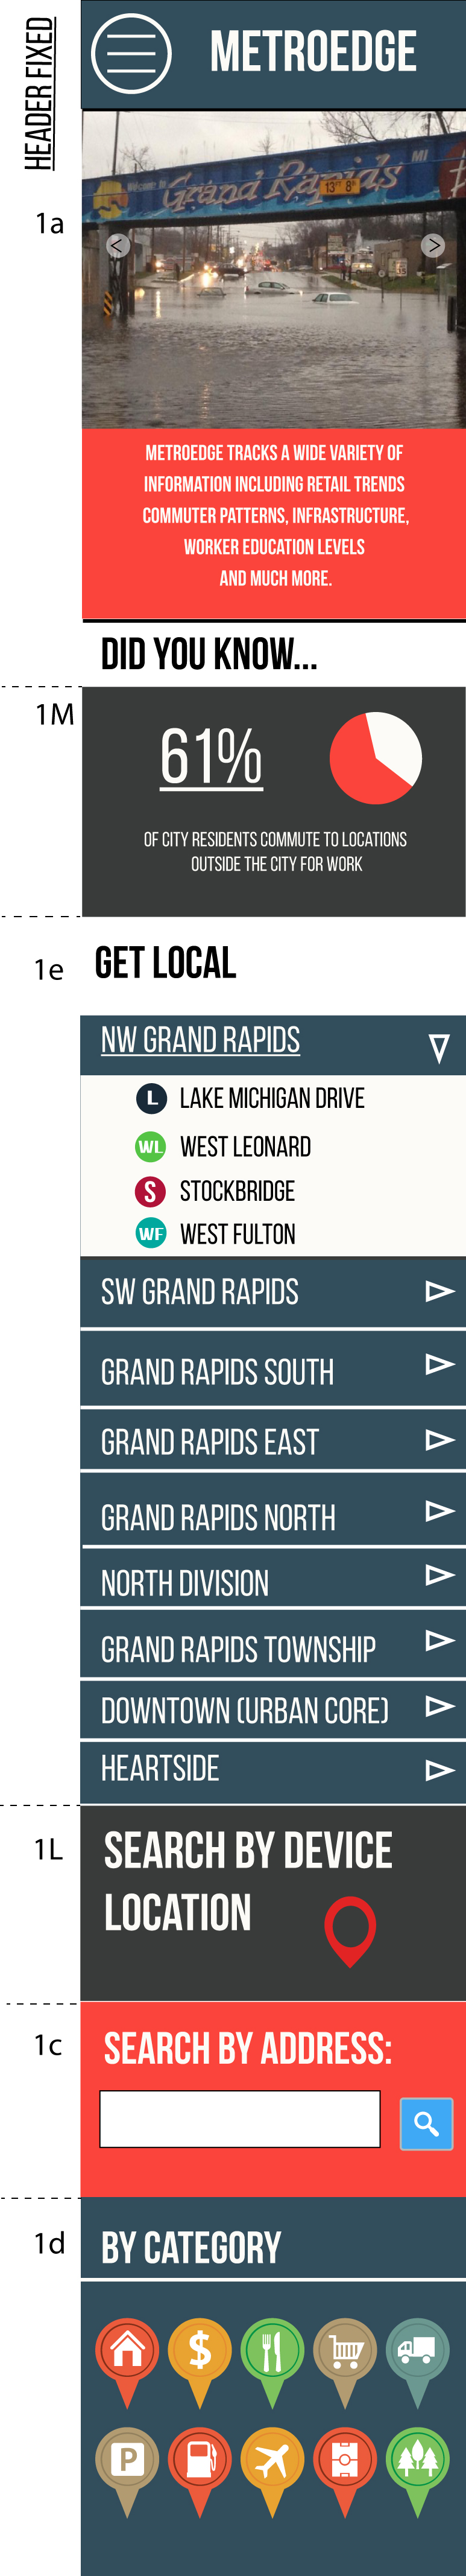 HEADER FIXED
METROEDGE
1a
Grand Rapids
MI
13' 8"
<
>
METROEDGE TRACKS A WIDE VARIETY OF
INFORMATION INCLUDING RETAIL TRENDS
COMMUTER PATTERNS, INFRASTRUCTURE,
WORKER EDUCATION LEVELS
AND MUCH MORE.
DID YOU KNOW...
1M
61%
OF CITY RESIDENTS COMMUTE TO LOCATIONS
OUTSIDE THE CITY FOR WORK
1e
GET LOCAL
NW GRAND RAPIDS
L LAKE MICHIGAN DRIVE
WL WEST LEONARD
S STOCKBRIDGE
WF WEST FULTON
SW GRAND RAPIDS
GRAND RAPIDS SOUTH
GRAND RAPIDS EAST
GRAND RAPIDS NORTH
NORTH DIVISION
GRAND RAPIDS TOWNSHIP
DOWNTOWN (URBAN CORE)
HEARTSIDE
1L
SEARCH BY DEVICE
LOCATION
1c
SEARCH BY ADDRESS:
1d
BY CATEGORY
$
P